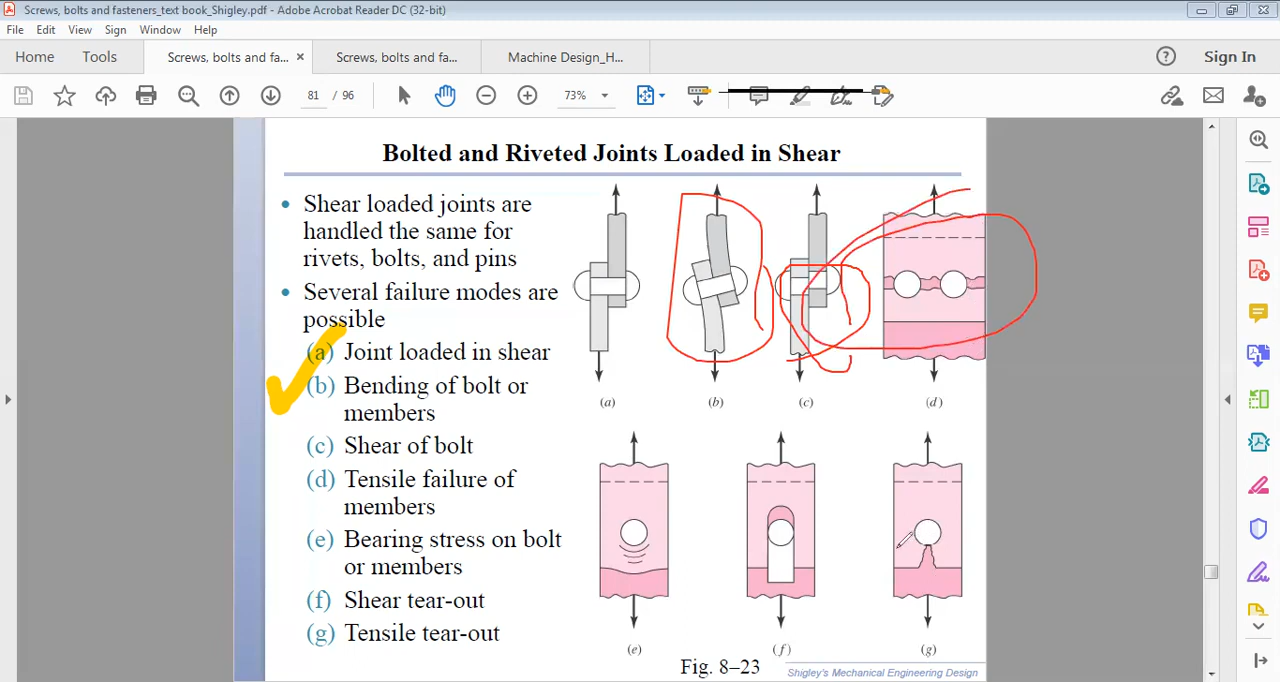 Screws, bolts and fasteners_text book_Shigley.pdf - Adobe Acrobat Reader DC (32-bit)
File Edit View Sign Window Help
Home Tools Screws, bolts and fa... × Screws, bolts and fa... Machine Design_H... ? Sign In
81 / 96 73%
Bolted and Riveted Joints Loaded in Shear
• Shear loaded joints are
handled the same for
rivets, bolts, and pins
• Several failure modes are
possible
(a) Joint loaded in shear
(b) Bending of bolt or
members
(c) Shear of bolt
(d) Tensile failure of
members
(e) Bearing stress on bolt
or members
(f) Shear tear-out
(g) Tensile tear-out
(a) (b) (c) (d)
(e) (f) (g)
Fig. 8–23
Shigley's Mechanical Engineering Design